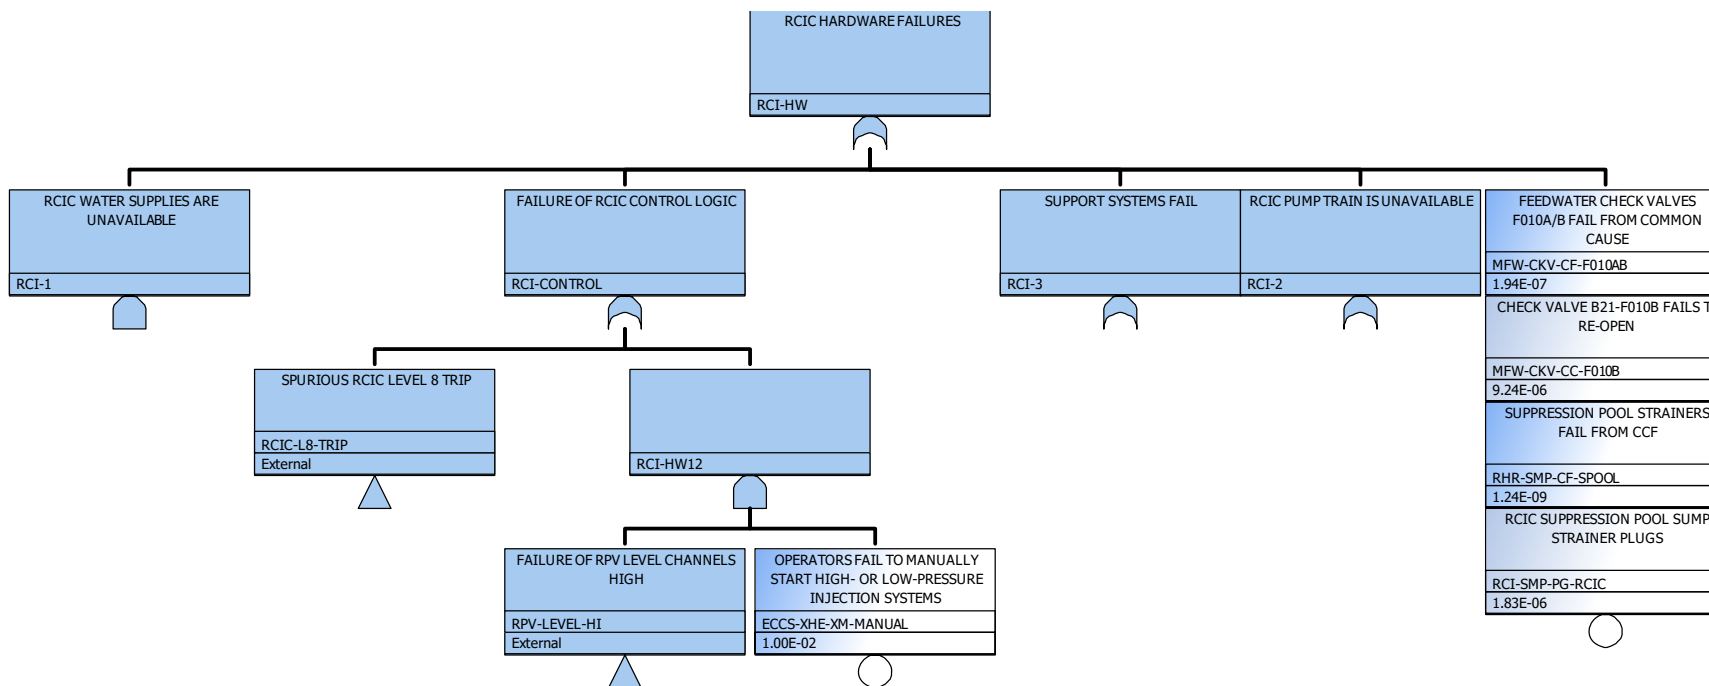 RCIC HARDWARE FAILURES
RCI-HW
RCIC WATER SUPPLIES ARE
UNAVAILABLE
RCI-1
FAILURE OF RCIC CONTROL LOGIC
RCI-CONTROL
SUPPORT SYSTEMS FAIL
RCI-3
RCIC PUMP TRAIN IS UNAVAILABLE
RCI-2
FEEDWATER CHECK VALVES
F010A/B FAIL FROM COMMON
CAUSE
MFW-CKV-CF-F010AB
1.94E-07
CHECK VALVE B21-F010B FAILS T
RE-OPEN
MFW-CKV-CC-F010B
9.24E-06
SUPPRESSION POOL STRAINERS
FAIL FROM CCF
RHR-SMP-CF-SPOOL
1.24E-09
RCIC SUPPRESSION POOL SUMP
STRAINER PLUGS
RCI-SMP-PG-RCIC
1.83E-06
SPURIOUS RCIC LEVEL 8 TRIP
RCIC-L8-TRIP
External
RCI-HW12
FAILURE OF RPV LEVEL CHANNELS
HIGH
RPV-LEVEL-HI
External
OPERATORS FAIL TO MANUALLY
START HIGH- OR LOW-PRESSURE
INJECTION SYSTEMS
ECCS-XHE-XM-MANUAL
1.00E-02